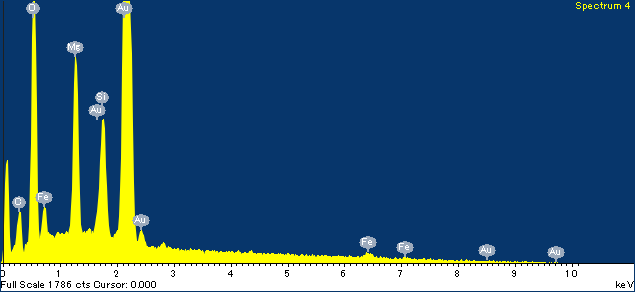 Spectrum 4
O Au
Mg
Si
Au
Fe
C
Au
Fe Fe Au Au
0 1 2 3 4 5 6 7 8 9 10
Full Scale 1786 cts Cursor: 0.000 keV